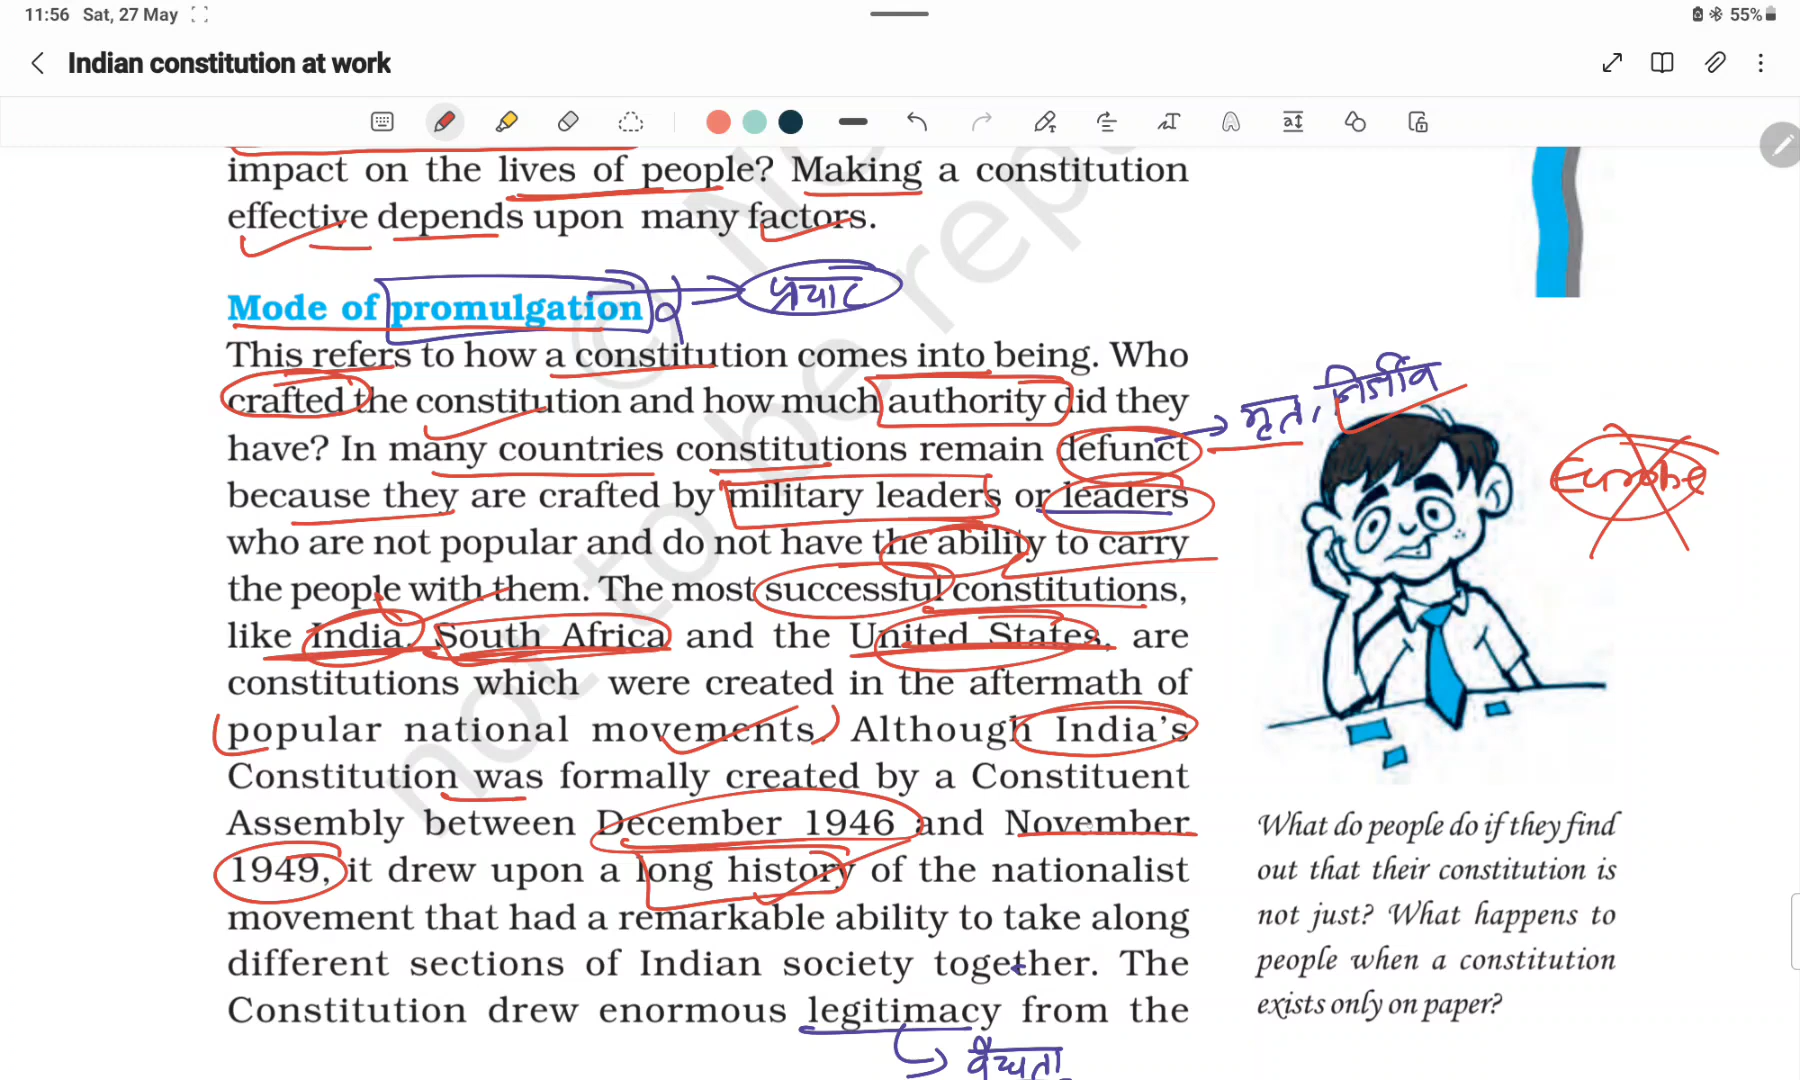 11:56 Sat, 27 May
55%
Indian constitution at work
impact on the lives of people? Making a constitution
effective depends upon many factors.
Mode of promulgation
This refers to how a constitution comes into being. Who
crafted the constitution and how much authority did they
मृत, निर्जीव
have? In many countries constitutions remain defunct
Europe
because they are crafted by military leaders or leaders
who are not popular and do not have the ability to carry
the people with them. The most successful constitutions,
like India, South Africa and the United States, are
constitutions which were created in the aftermath of
popular national movements. Although India's
Constitution was formally created by a Constituent
Assembly between December 1946 and November
1949, it drew upon a long history of the nationalist
movement that had a remarkable ability to take along
different sections of Indian society together. The
Constitution drew enormous legitimacy from the
वैधता
What do people do if they find
out that their constitution is
not just? What happens to
people when a constitution
exists only on paper?